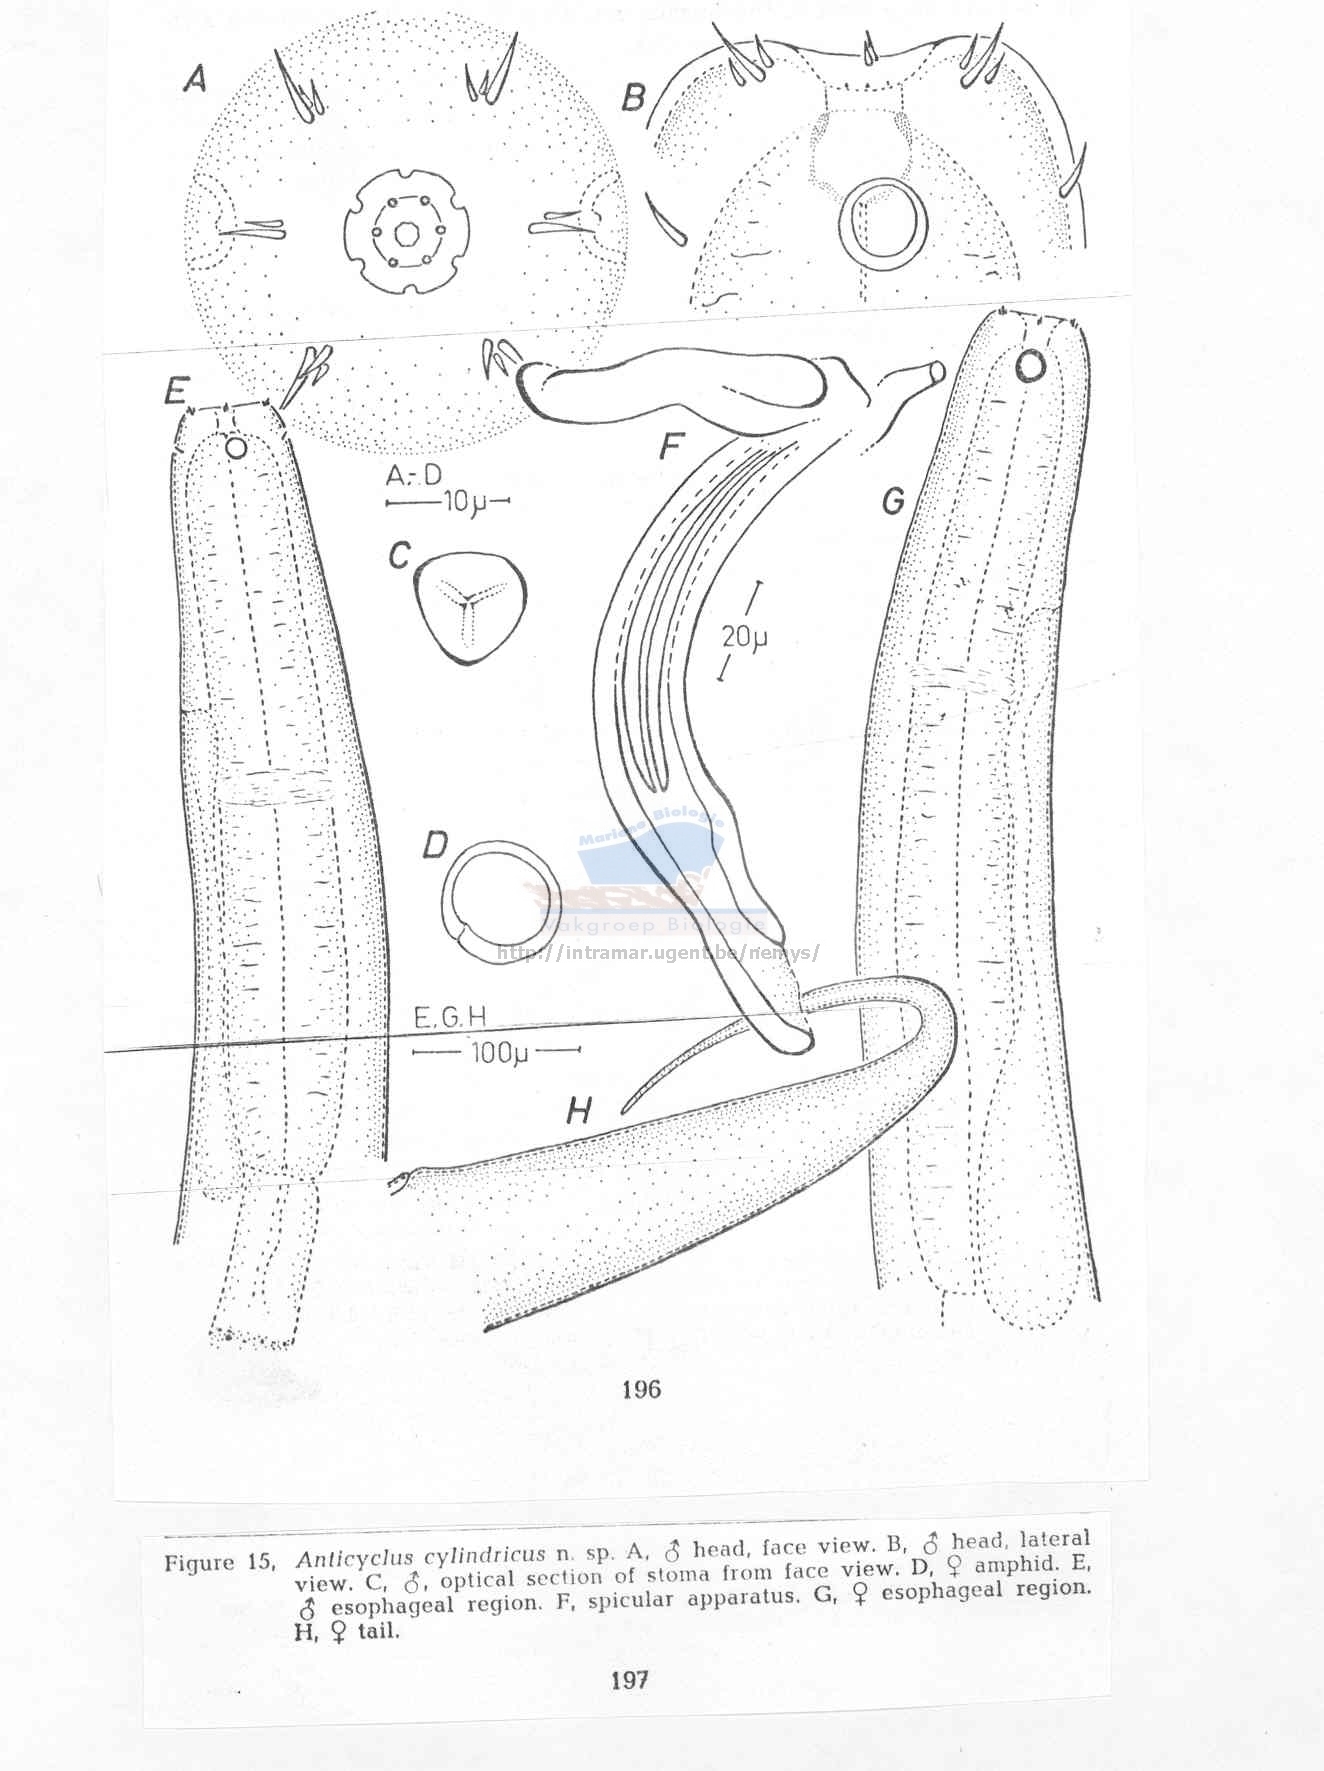 A
B
E
F
A.-.D
10µ
G
C
20µ
D
Mariene Biologie
Vakgroep Biologie
http://intramar.ugent.be/nemys/
E.G.H
100µ
H
196
Figure 15, Anticyclus cylindricus n. sp. A, ♂ head, face view. B, ♂ head, lateral
view. C, ♂, optical section of stoma from face view. D, ♀ amphid. E,
♂ esophageal region. F, spicular apparatus. G, ♀ esophageal region.
H, ♀ tail.
197